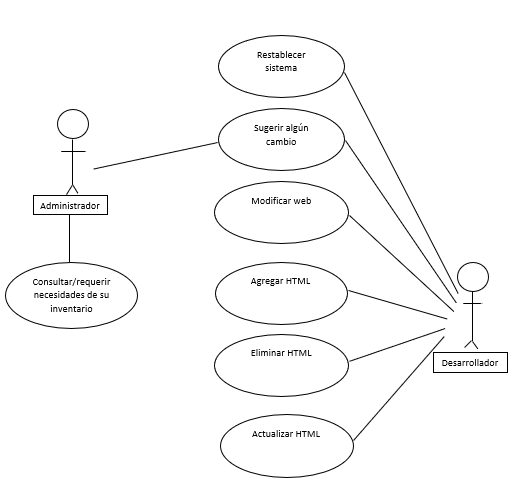 Restablecer
sistema
Sugerir algún
cambio
Administrador
Modificar web
Consultar/requerir
necesidades de su
inventario
Agregar HTML
Eliminar HTML
Desarrollador
Actualizar HTML